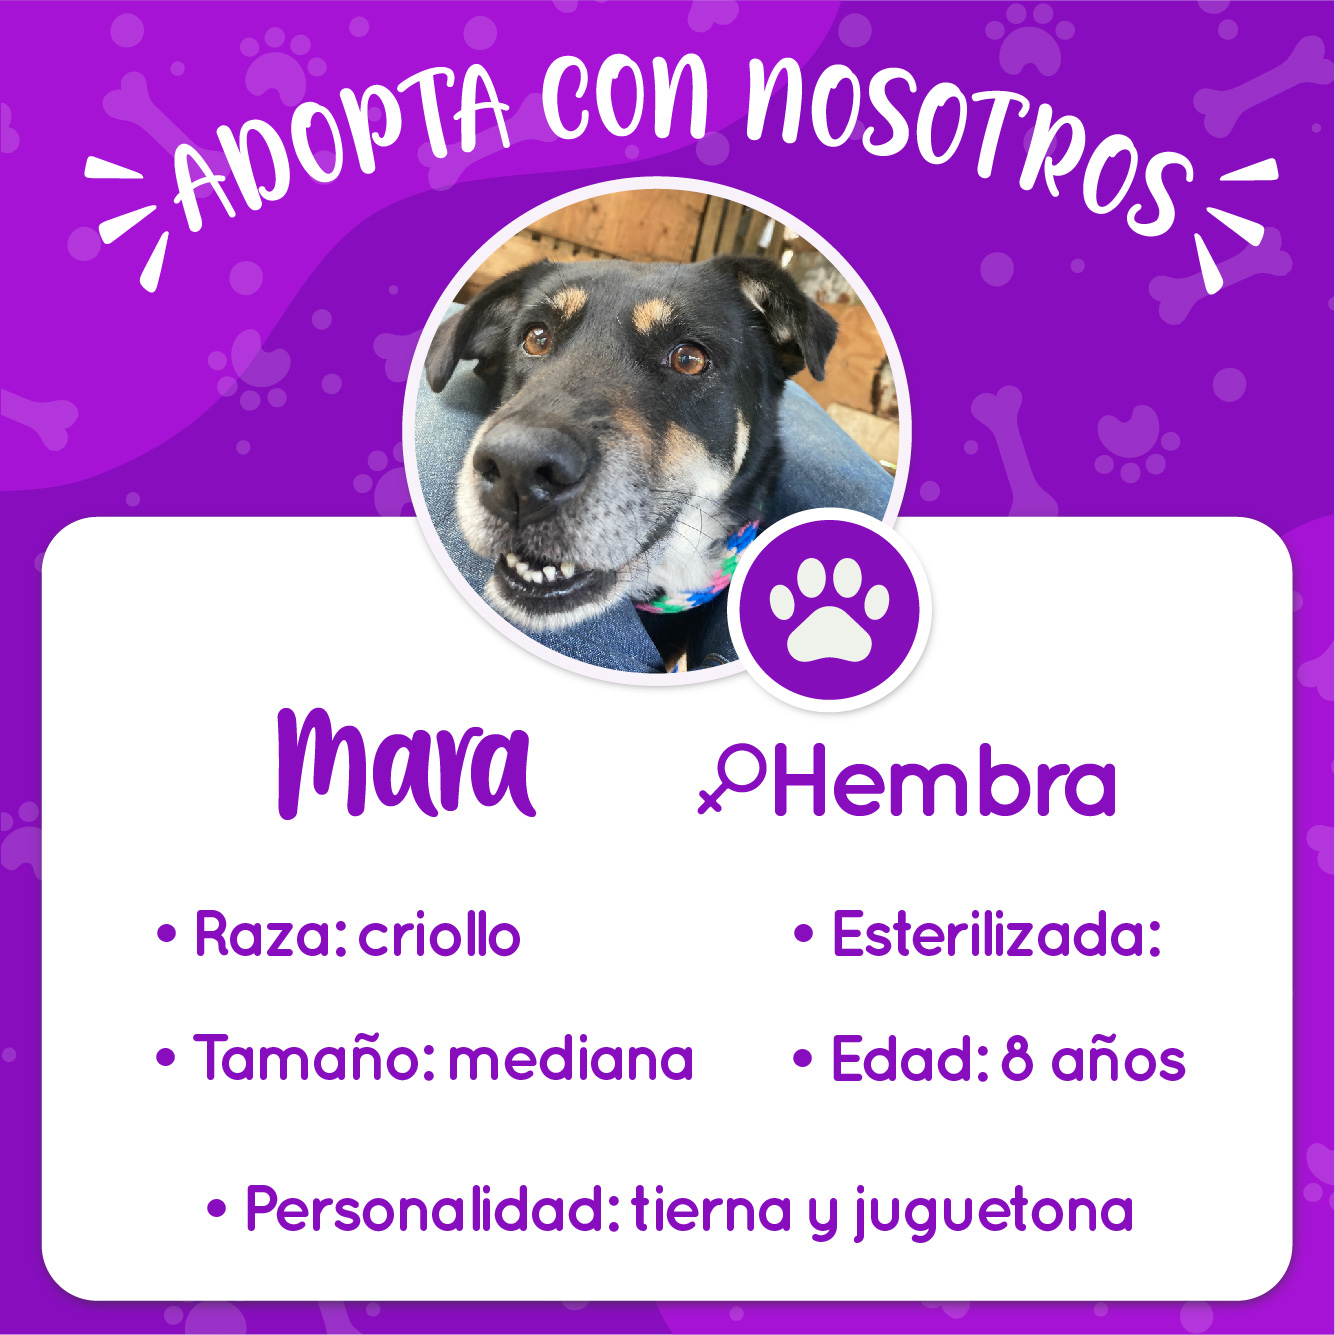 ADOPTA CON NOSOTROS
Mara
♀Hembra
• Raza: criollo
• Esterilizada:
• Tamaño: mediana
• Edad: 8 años
• Personalidad: tierna y juguetona